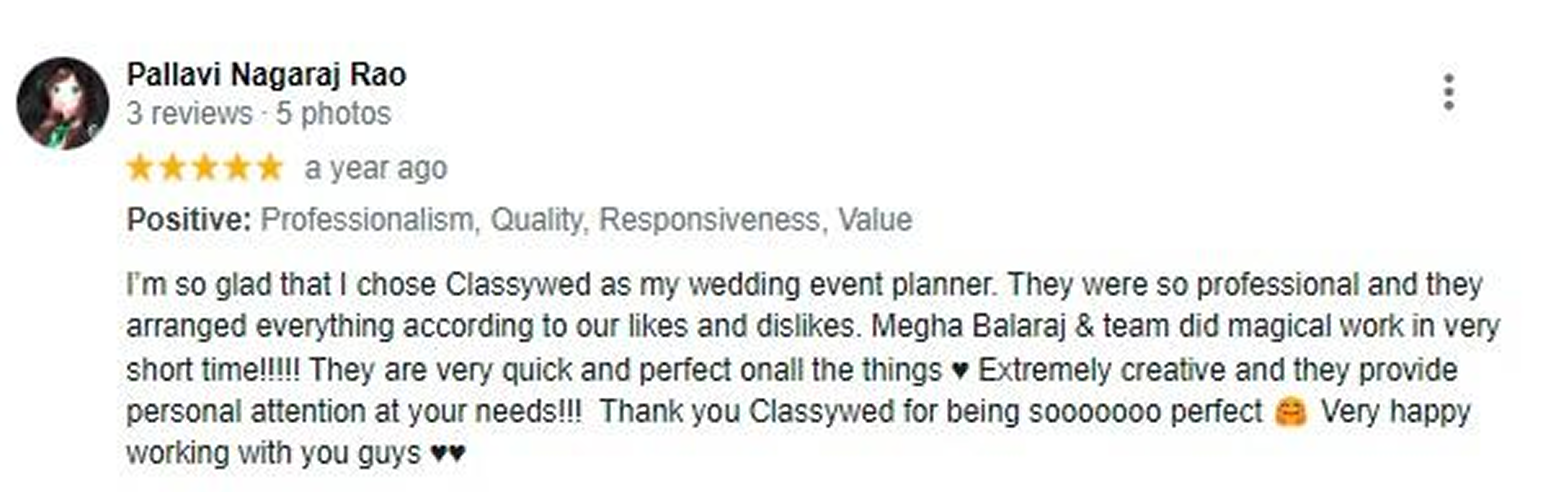 Pallavi Nagaraj Rao
3 reviews · 5 photos
★★★★★ a year ago
Positive: Professionalism, Quality, Responsiveness, Value
I'm so glad that I chose Classywed as my wedding event planner. They were so professional and they
arranged everything according to our likes and dislikes. Megha Balaraj & team did magical work in very
short time!!!!! They are very quick and perfect onall the things ♥ Extremely creative and they provide
personal attention at your needs!!!  Thank you Classywed for being sooooooo perfect 🤗 Very happy
working with you guys ♥♥